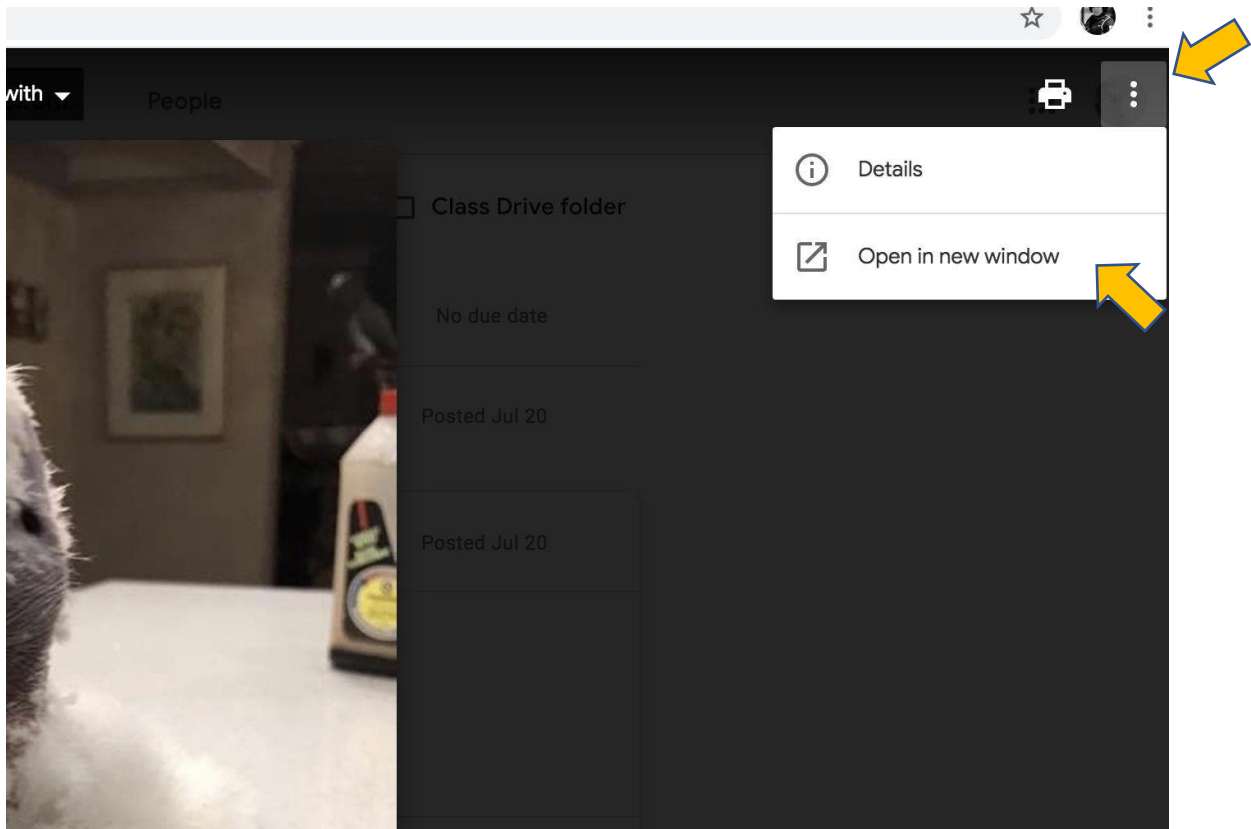 with
People
Details
Class Drive folder
Open in new window
No due date
Posted Jul 20
Posted Jul 20